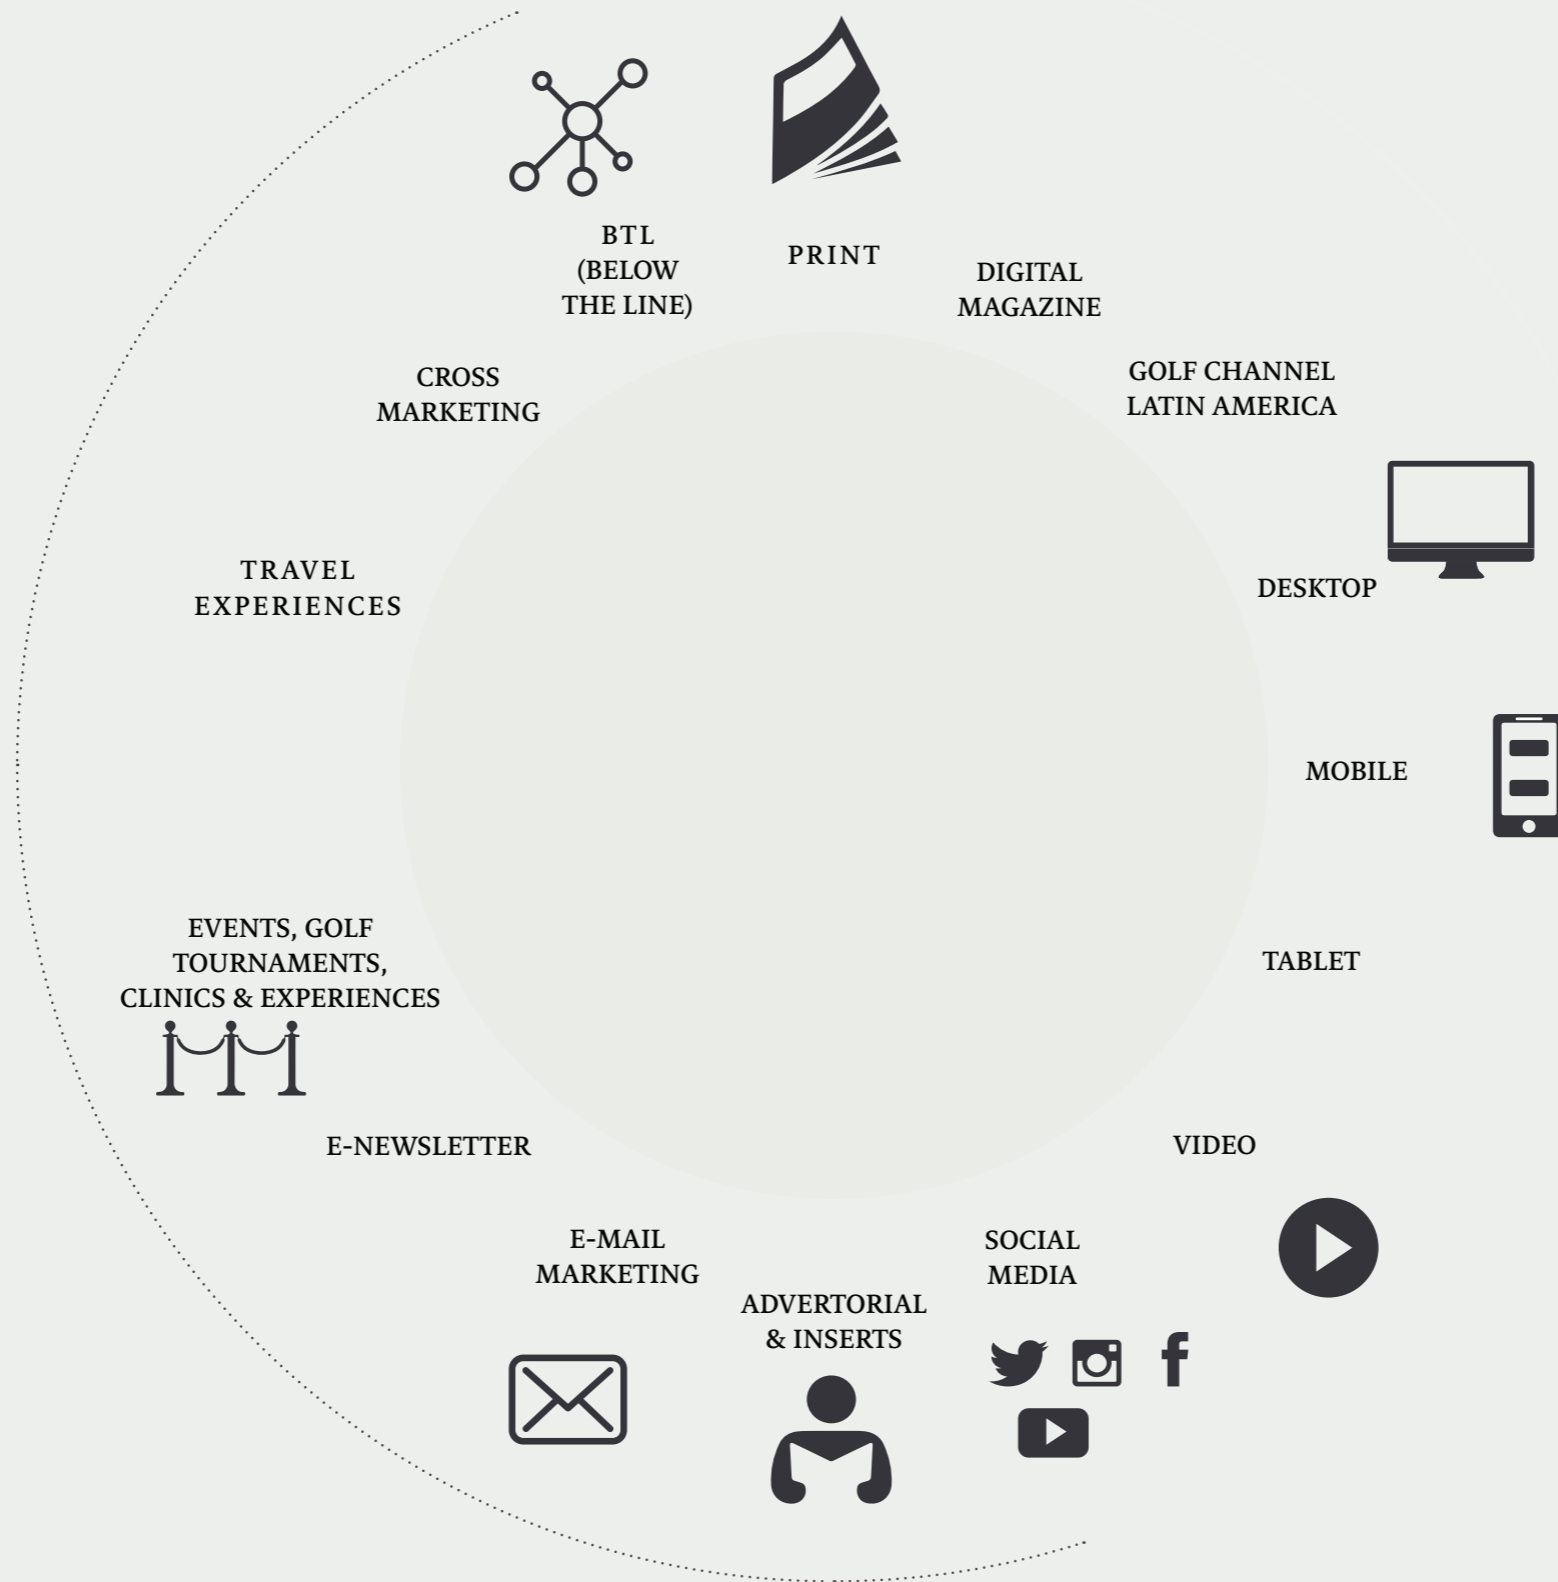 BTL
(BELOW
THE LINE)
PRINT
DIGITAL
MAGAZINE
GOLF CHANNEL
LATIN AMERICA
DESKTOP
MOBILE
TABLET
VIDEO
SOCIAL
MEDIA
ADVERTORIAL
& INSERTS
E-MAIL
MARKETING
E-NEWSLETTER
EVENTS, GOLF
TOURNAMENTS,
CLINICS & EXPERIENCES
TRAVEL
EXPERIENCES
CROSS
MARKETING